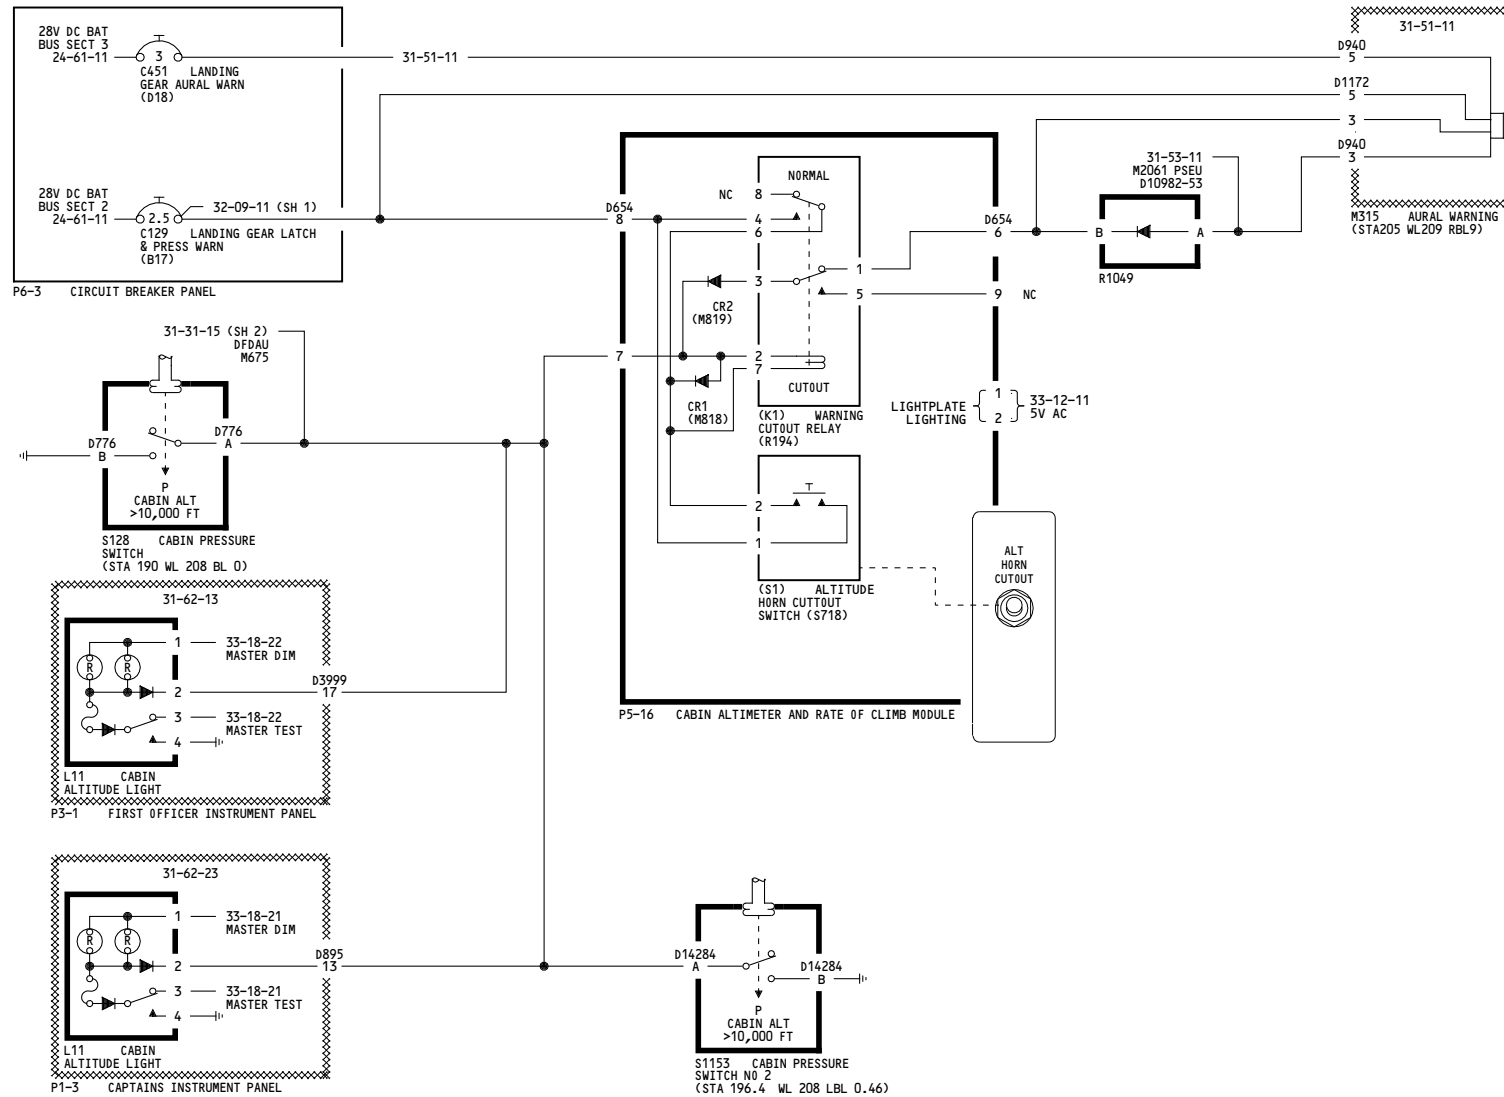 28V DC BAT
BUS SECT 3
24-61-11
3
C451 LANDING
GEAR AURAL WARN
(D18)
31-51-11
28V DC BAT
BUS SECT 2
24-61-11
2.5
32-09-11 (SH 1)
C129 LANDING GEAR LATCH
& PRESS WARN
(B17)
P6-3 CIRCUIT BREAKER PANEL
31-51-11
D940
5
D1172
5
3
D940
3
M315 AURAL WARNING
(STA205 WL209 RBL9)
31-53-11
M2061 PSEU
D10982-53
B
A
R1049
D654
8
NC
8
NORMAL
4
6
3
1
5
CR2
(M819)
D654
6
9 NC
7
2
7
CUTOUT
CR1
(M818)
(K1) WARNING
CUTOUT RELAY
(R194)
LIGHTPLATE
LIGHTING
1
2
33-12-11
5V AC
2
1
(S1) ALTITUDE
HORN CUTTOUT
SWITCH (S718)
ALT
HORN
CUTOUT
P5-16 CABIN ALTIMETER AND RATE OF CLIMB MODULE
31-31-15 (SH 2)
DFDAU
M675
D776
B
D776
A
P
CABIN ALT
>10,000 FT
S128 CABIN PRESSURE
SWITCH
(STA 190 WL 208 BL 0)
31-62-13
R
R
1
33-18-22
MASTER DIM
2
D3999
17
3
33-18-22
MASTER TEST
4
L11 CABIN
ALTITUDE LIGHT
P3-1 FIRST OFFICER INSTRUMENT PANEL
31-62-23
R
R
1
33-18-21
MASTER DIM
2
D895
13
3
33-18-21
MASTER TEST
4
L11 CABIN
ALTITUDE LIGHT
P1-3 CAPTAINS INSTRUMENT PANEL
D14284
A
D14284
B
P
CABIN ALT
>10,000 FT
S1153 CABIN PRESSURE
SWITCH NO 2
(STA 196.4 WL 208 LBL 0.46)